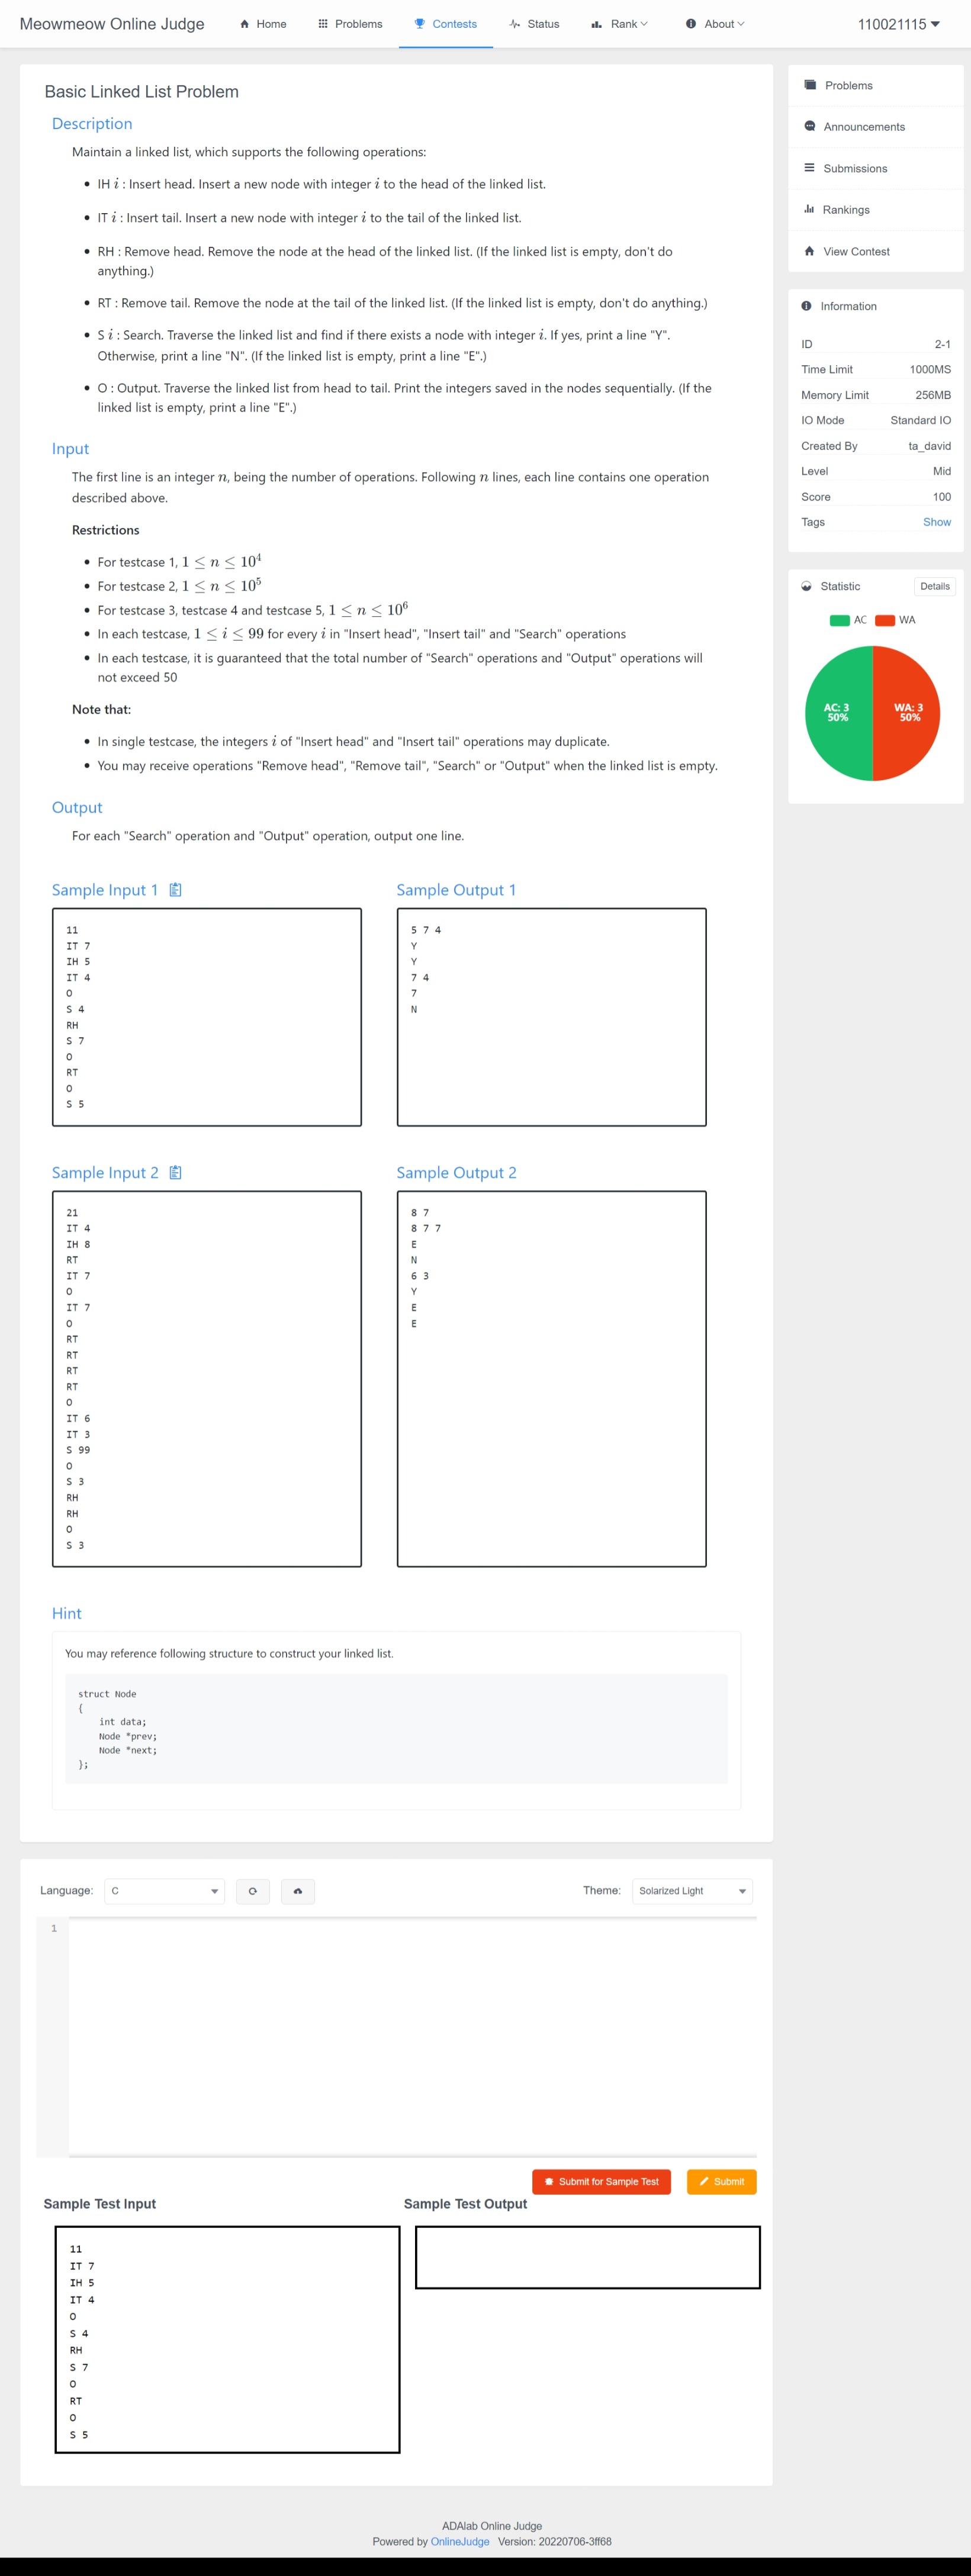 Meowmeow Online Judge
Home
Problems
Contests
Status
Rank
About
110021115
Basic Linked List Problem
Description
Maintain a linked list, which supports the following operations:
• IH i : Insert head. Insert a new node with integer i to the head of the linked list.
• IT i : Insert tail. Insert a new node with integer i to the tail of the linked list.
• RH : Remove head. Remove the node at the head of the linked list. (If the linked list is empty, don't do
anything.)
• RT : Remove tail. Remove the node at the tail of the linked list. (If the linked list is empty, don't do anything.)
• S i : Search. Traverse the linked list and find if there exists a node with integer i. If yes, print a line "Y".
Otherwise, print a line "N". (If the linked list is empty, print a line "E".)
• O : Output. Traverse the linked list from head to tail. Print the integers saved in the nodes sequentially. (If the
linked list is empty, print a line "E".)
Input
The first line is an integer n, being the number of operations. Following n lines, each line contains one operation
described above.
Restrictions
• For testcase 1, 1 ≤ n ≤ 10⁴
• For testcase 2, 1 ≤ n ≤ 10⁵
• For testcase 3, testcase 4 and testcase 5, 1 ≤ n ≤ 10⁶
• In each testcase, 1 ≤ i ≤ 99 for every i in "Insert head", "Insert tail" and "Search" operations
• In each testcase, it is guaranteed that the total number of "Search" operations and "Output" operations will
not exceed 50
Note that:
• In single testcase, the integers i of "Insert head" and "Insert tail" operations may duplicate.
• You may receive operations "Remove head", "Remove tail", "Search" or "Output" when the linked list is empty.
Output
For each "Search" operation and "Output" operation, output one line.
Sample Input 1
11
IT 7
IH 5
IT 4
O
S 4
RH
S 7
O
RT
O
S 5
Sample Output 1
5 7 4
Y
Y
7 4
7
N
Sample Input 2
21
IT 4
IH 8
RT
IT 7
O
IT 7
O
RT
RT
RT
RT
O
IT 6
IT 3
S 99
O
S 3
RH
RH
O
S 3
Sample Output 2
8 7
8 7 7
E
N
6 3
Y
E
E
Hint
You may reference following structure to construct your linked list.
struct Node
{
    int data;
    Node *prev;
    Node *next;
};
Language:
C
Theme:
Solarized Light
1
Submit for Sample Test
Submit
Sample Test Input
11
IT 7
IH 5
IT 4
O
S 4
RH
S 7
O
RT
O
S 5
Sample Test Output
Problems
Announcements
Submissions
Rankings
View Contest
Information
ID 2-1
Time Limit 1000MS
Memory Limit 256MB
IO Mode Standard IO
Created By ta_david
Level Mid
Score 100
Tags Show
Statistic
Details
AC WA
AC: 3
50%
WA: 3
50%
ADAlab Online Judge
Powered by OnlineJudge Version: 20220706-3ff68